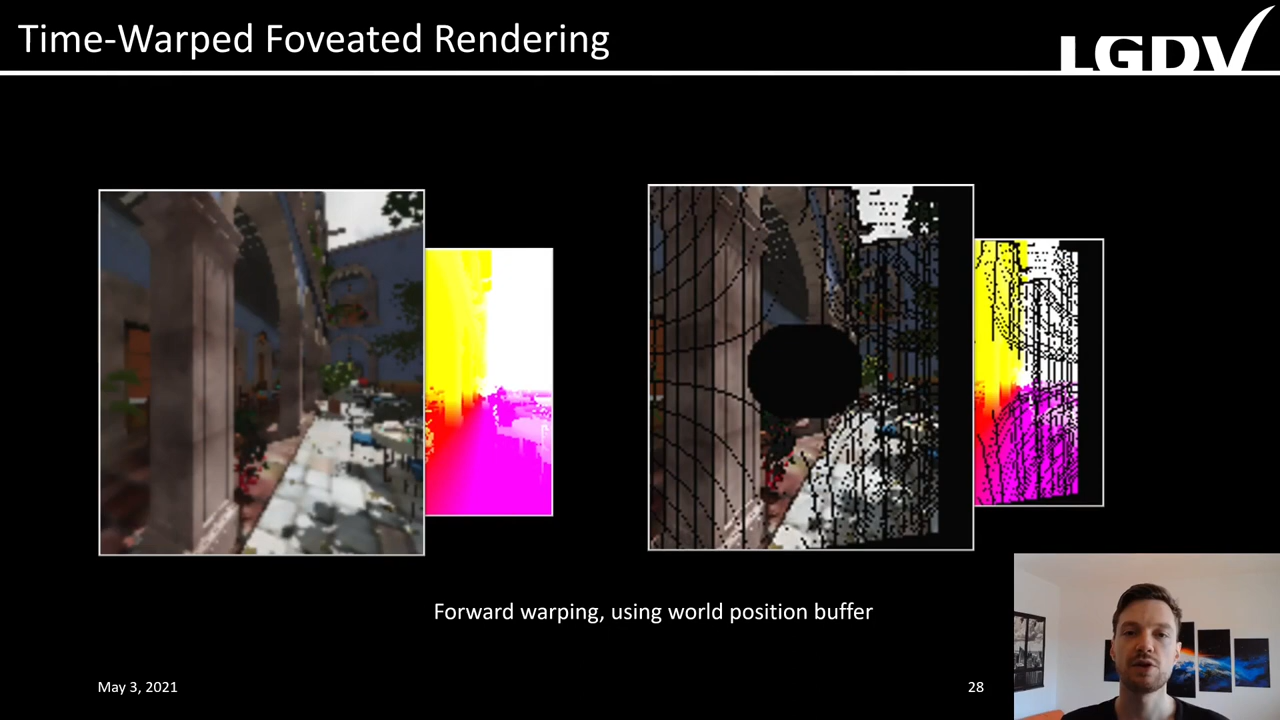 Time-Warped Foveated Rendering
LGDV
Forward warping, using world position buffer
May 3, 2021
28